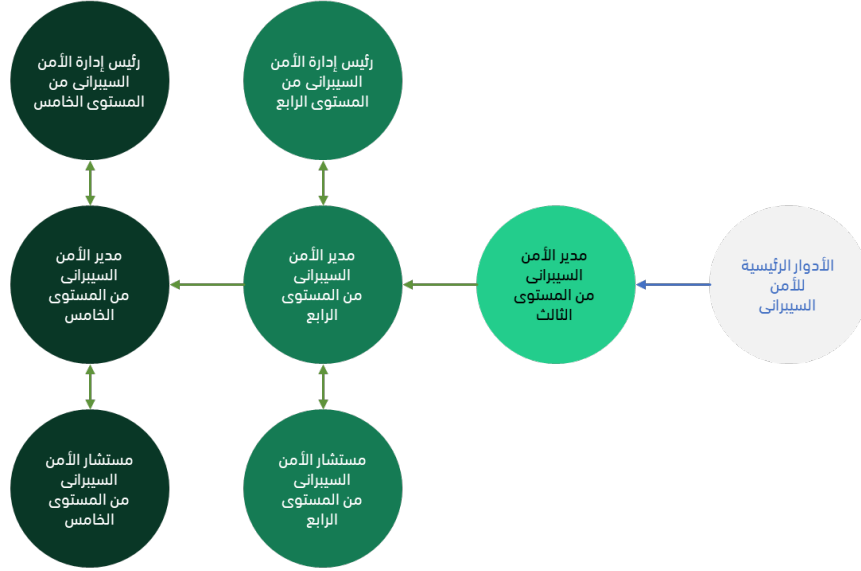 رئيس إدارة الأمن
السيبراني من
المستوى الرابع
رئيس إدارة الأمن
السيبراني من
المستوى الخامس
الأدوار الرئيسية
للأمن
السيبراني
مدير الأمن
السيبراني
من المستوى
الثالث
مدير الأمن
السيبراني
من المستوى
الرابع
مدير الأمن
السيبراني
من المستوى
الخامس
مستشار الأمن
السيبراني
من المستوى
الرابع
مستشار الأمن
السيبراني
من المستوى
الخامس